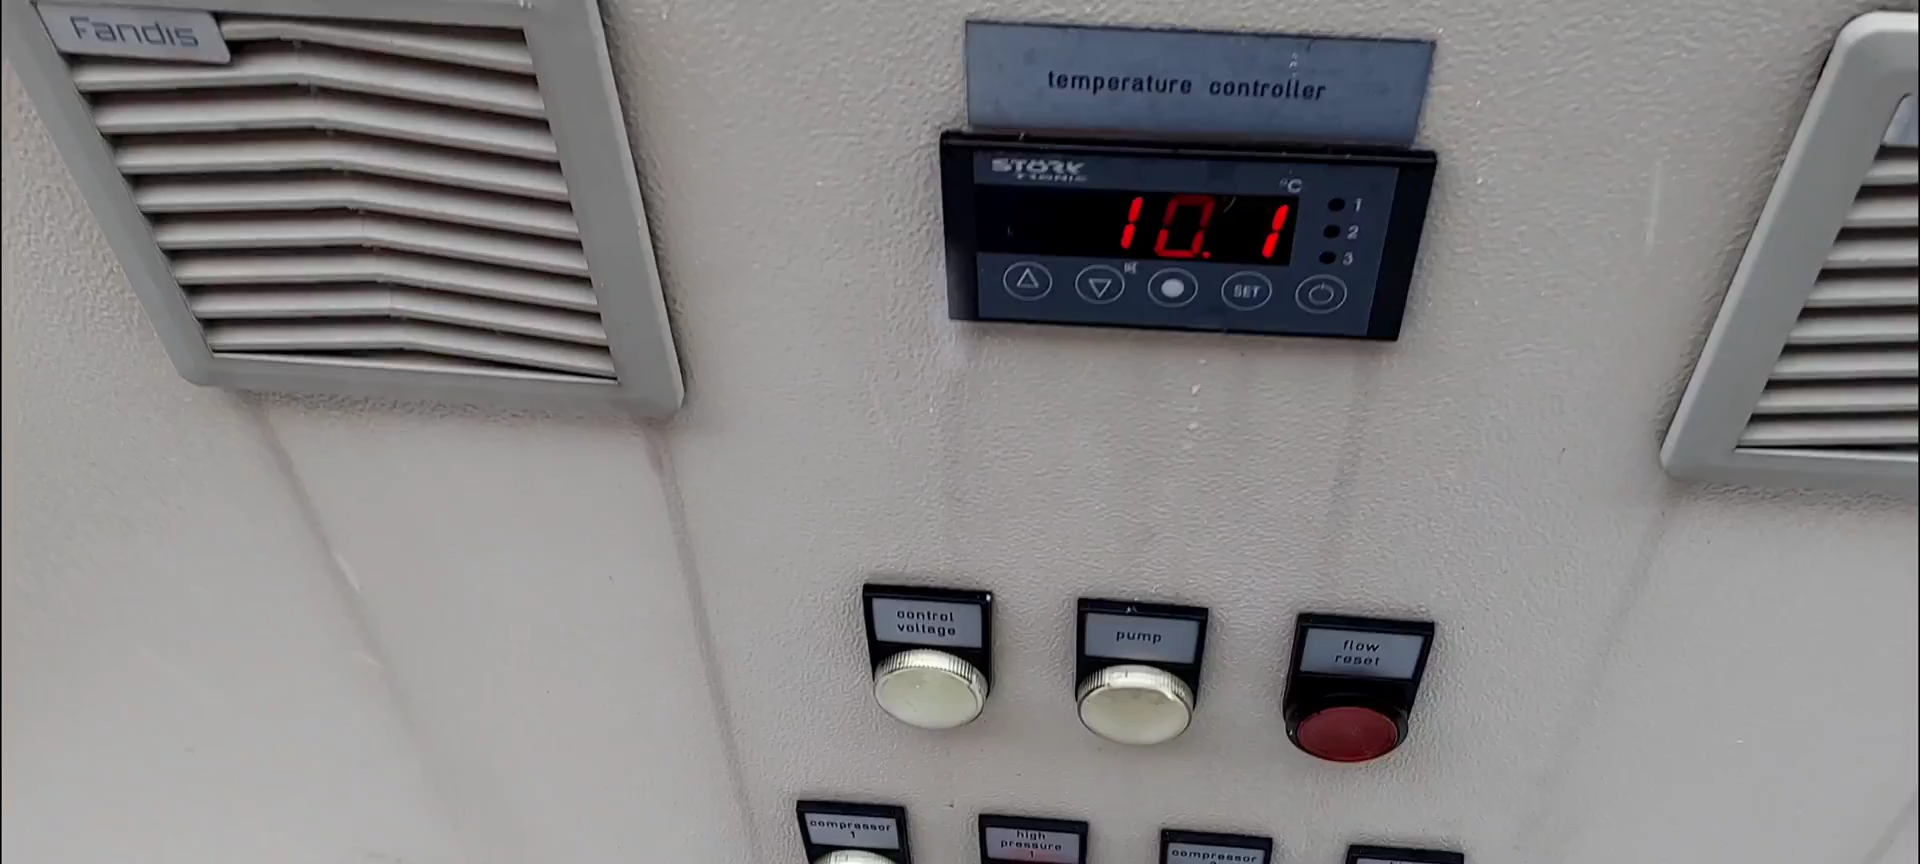 Fandis
temperature controller
STÖRK
TRONIC
°C
10.1
1
2
3
SET
control
voltage
pump
flow
reset
compressor
1
high
pressure
1
compressor